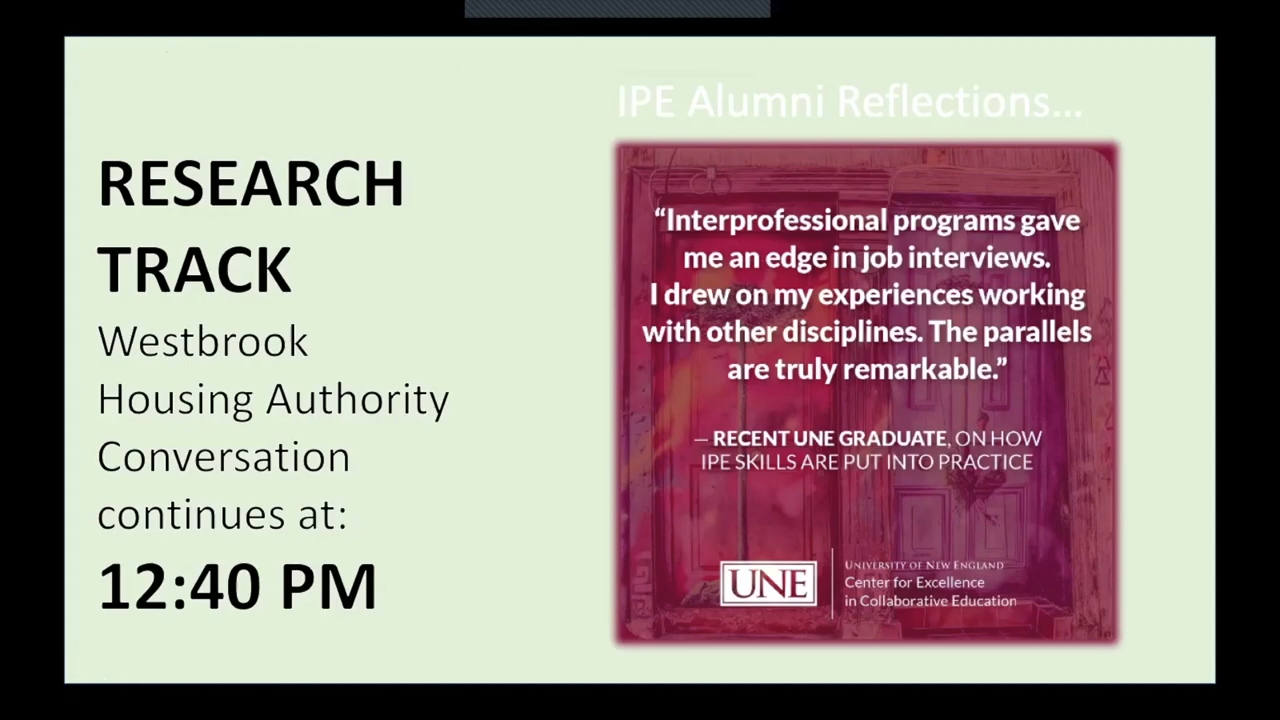 RESEARCH
TRACK
Westbrook
Housing Authority
Conversation
continues at:
12:40 PM
IPE Alumni Reflections...
“Interprofessional programs gave
me an edge in job interviews.
I drew on my experiences working
with other disciplines. The parallels
are truly remarkable.”
— RECENT UNE GRADUATE, ON HOW
IPE SKILLS ARE PUT INTO PRACTICE
UNE
UNIVERSITY OF NEW ENGLAND
Center for Excellence
in Collaborative Education